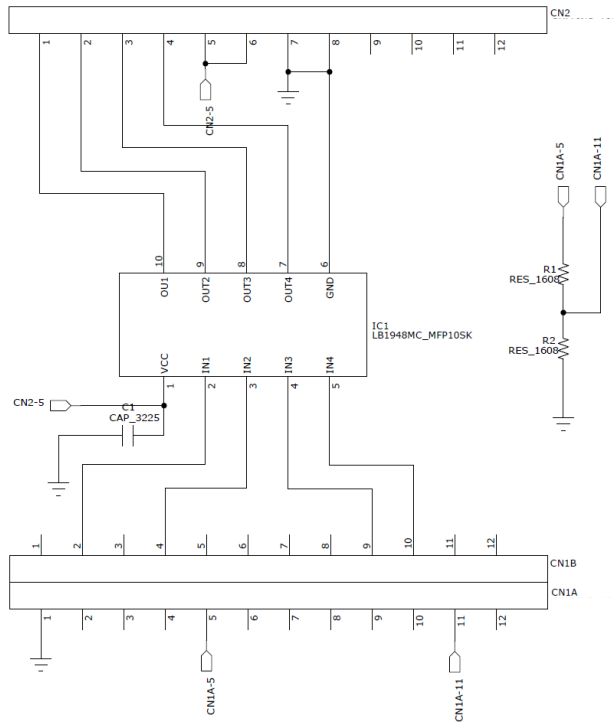 CN2
1 2 3 4 5 6 7 8 9 10 11 12
CN2-5
CN1A-5
CN1A-11
10 9 8 7 6
OU1 OUT2 OUT3 OUT4 GND
R1
RES_1608
IC1
LB1948MC_MFP10SK
R2
RES_1608
VCC IN1 IN2 IN3 IN4
1 2 3 4 5
CN2-5
C1
CAP_3225
1 2 3 4 5 6 7 8 9 10 11 12
CN1B
CN1A
1 2 3 4 5 6 7 8 9 10 11 12
CN1A-5
CN1A-11